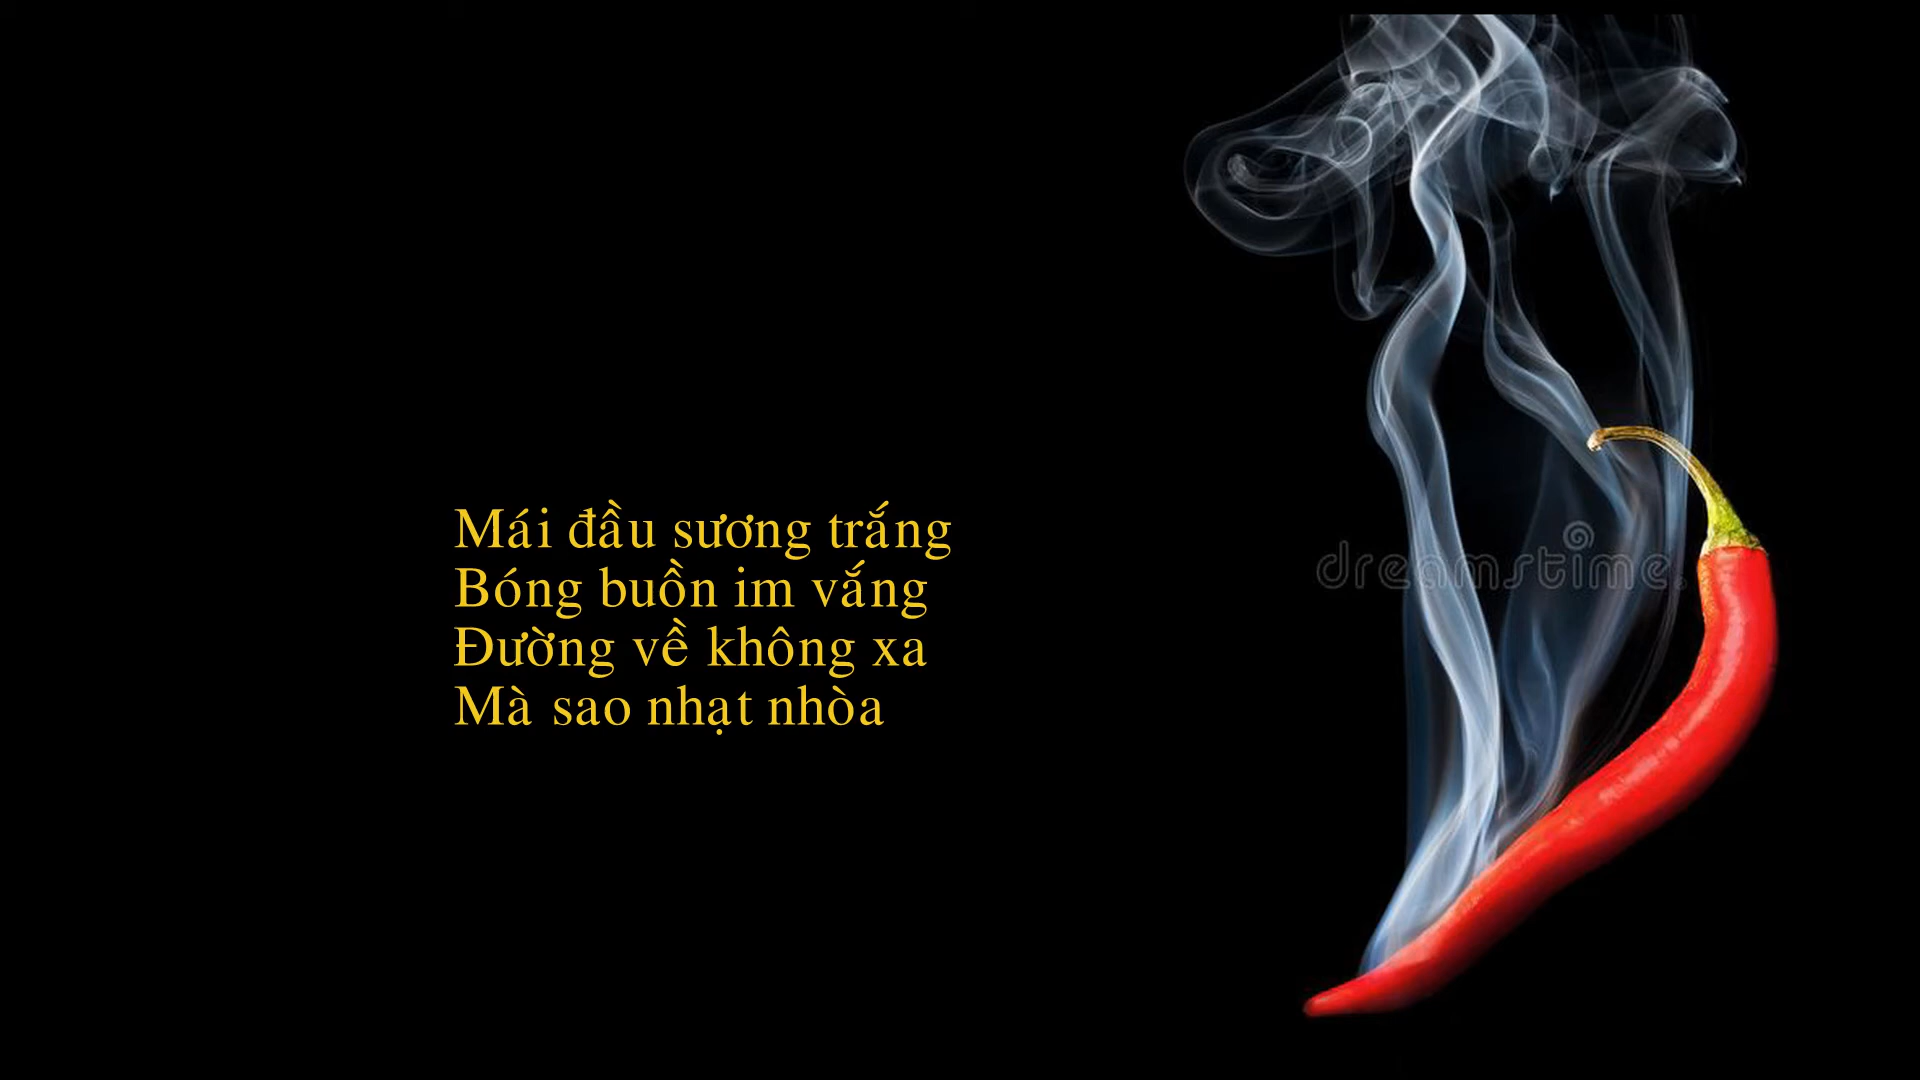 Mái đầu sương trắng
Bóng buồn im vắng
Đường về không xa
Mà sao nhạt nhòa
dreamstime.